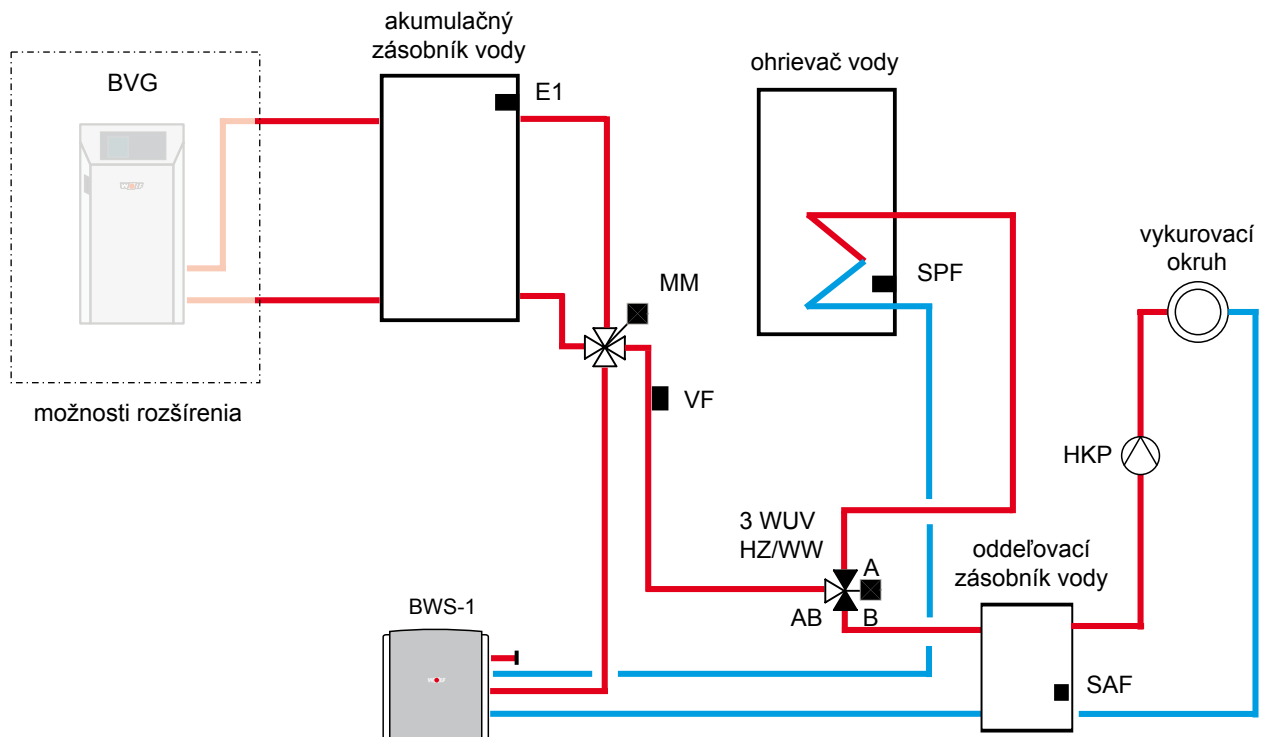 akumulačný
zásobník vody
BVG
E1
ohrievač vody
vykurovací
okruh
MM
SPF
VF
možnosti rozšírenia
HKP
3 WUV
HZ/WW
A
AB
B
oddeľovací
zásobník vody
BWS-1
SAF